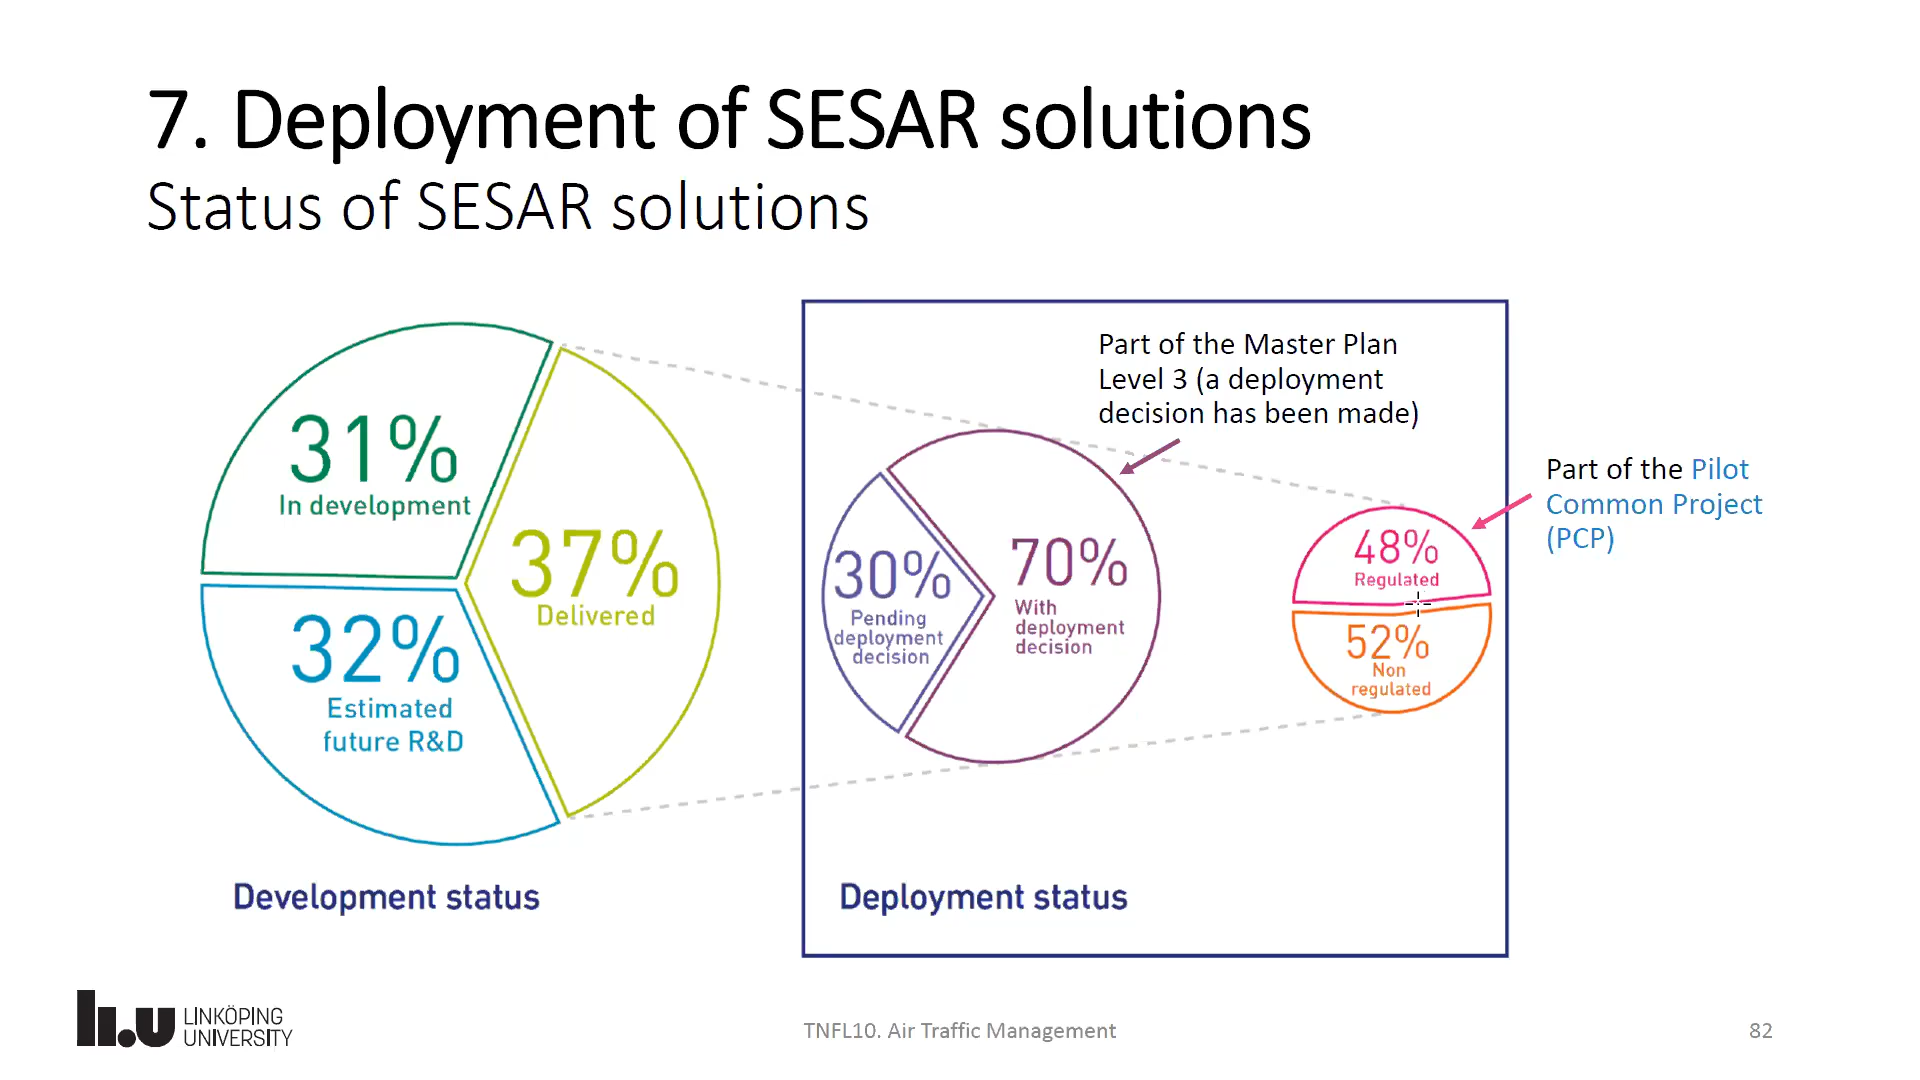 7. Deployment of SESAR solutions
Status of SESAR solutions
31%
In development
37%
Delivered
32%
Estimated
future R&D
Development status
Part of the Master Plan
Level 3 (a deployment
decision has been made)
30%
Pending
deployment
decision
70%
With
deployment
decision
48%
Regulated
52%
Non
regulated
Deployment status
Part of the Pilot
Common Project
(PCP)
li.u LINKÖPING
UNIVERSITY
TNFL10. Air Traffic Management
82